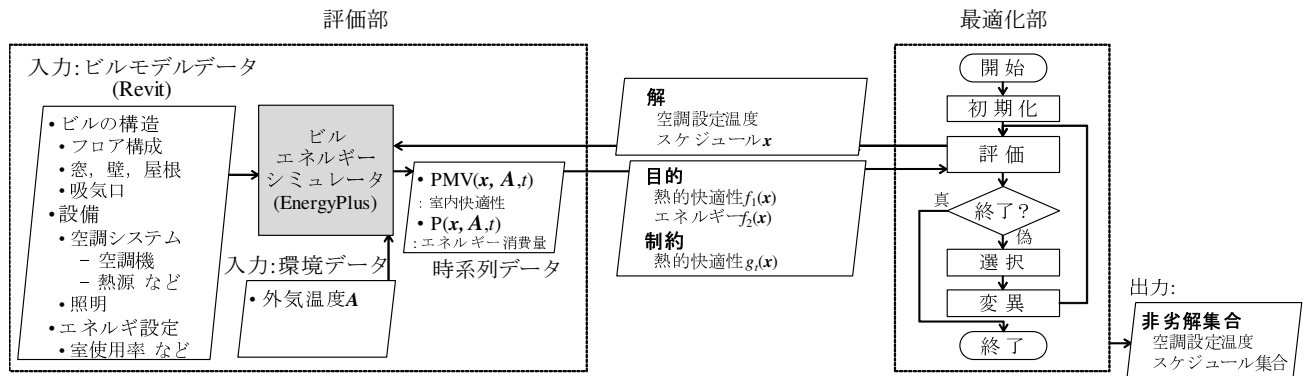 評価部
入力:ビルモデルデータ
(Revit)
• ビルの構造
• フロア構成
• 窓, 壁, 屋根
• 吸気口
• 設備
• 空調システム
– 空調機
– 熱源 など
• 照明
• エネルギ設定
• 室使用率 など
ビル
エネルギー
シミュレータ
(EnergyPlus)
入力:環境データ
• 外気温度A
• PMV(x, A,t)
: 室内快適性
• P(x, A,t)
:エネルギー消費量
時系列データ
解
空調設定温度
スケジュールx
目的
熱的快適性f1(x)
エネルギーf2(x)
制約
熱的快適性gt(x)
最適化部
開始
初期化
評価
終了?
真
偽
選択
変異
終了
出力:
非劣解集合
空調設定温度
スケジュール集合